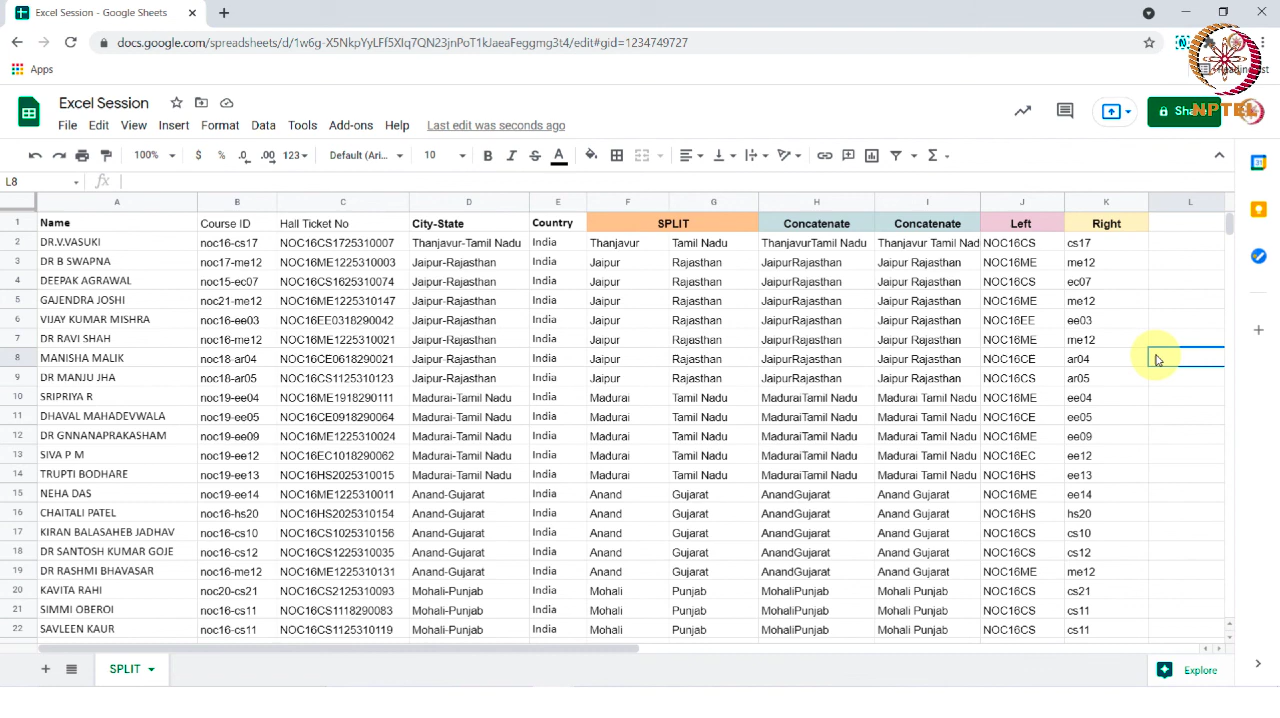 Excel Session - Google Sheets
docs.google.com/spreadsheets/d/1w6g-X5NkpYyLFf5XIq7QN23jnPoT1kJaeaFeggmg3t4/edit#gid=1234749727
Apps
Excel Session
File Edit View Insert Format Data Tools Add-ons Help Last edit was seconds ago
NPTEL
100% $ % .0 .00 123 Default (Ari... 10 B I S A
L8 fx
A B C D E F G H I J K L
1 Name Course ID Hall Ticket No City-State Country SPLIT Concatenate Concatenate Left Right
2 DR.V.VASUKI noc16-cs17 NOC16CS1725310007 Thanjavur-Tamil Nadu India Thanjavur Tamil Nadu ThanjavurTamil Nadu Thanjavur Tamil Nad NOC16CS cs17
3 DR B SWAPNA noc17-me12 NOC16ME1225310003 Jaipur-Rajasthan India Jaipur Rajasthan JaipurRajasthan Jaipur Rajasthan NOC16ME me12
4 DEEPAK AGRAWAL noc15-ec07 NOC16CS1625310074 Jaipur-Rajasthan India Jaipur Rajasthan JaipurRajasthan Jaipur Rajasthan NOC16CS ec07
5 GAJENDRA JOSHI noc21-me12 NOC16ME1225310147 Jaipur-Rajasthan India Jaipur Rajasthan JaipurRajasthan Jaipur Rajasthan NOC16ME me12
6 VIJAY KUMAR MISHRA noc16-ee03 NOC16EE0318290042 Jaipur-Rajasthan India Jaipur Rajasthan JaipurRajasthan Jaipur Rajasthan NOC16EE ee03
7 DR RAVI SHAH noc16-me12 NOC16ME1225310021 Jaipur-Rajasthan India Jaipur Rajasthan JaipurRajasthan Jaipur Rajasthan NOC16ME me12
8 MANISHA MALIK noc18-ar04 NOC16CE0618290021 Jaipur-Rajasthan India Jaipur Rajasthan JaipurRajasthan Jaipur Rajasthan NOC16CE ar04
9 DR MANJU JHA noc18-ar05 NOC16CS1125310123 Jaipur-Rajasthan India Jaipur Rajasthan JaipurRajasthan Jaipur Rajasthan NOC16CS ar05
10 SRIPRIYA R noc19-ee04 NOC16ME1918290111 Madurai-Tamil Nadu India Madurai Tamil Nadu MaduraiTamil Nadu Madurai Tamil Nadu NOC16ME ee04
11 DHAVAL MAHADEVWALA noc19-ee05 NOC16CE0918290064 Madurai-Tamil Nadu India Madurai Tamil Nadu MaduraiTamil Nadu Madurai Tamil Nadu NOC16CE ee05
12 DR GNNANAPRAKASHAM noc19-ee09 NOC16ME1225310024 Madurai-Tamil Nadu India Madurai Tamil Nadu MaduraiTamil Nadu Madurai Tamil Nadu NOC16ME ee09
13 SIVA P M noc19-ee12 NOC16EC1018290062 Madurai-Tamil Nadu India Madurai Tamil Nadu MaduraiTamil Nadu Madurai Tamil Nadu NOC16EC ee12
14 TRUPTI BODHARE noc19-ee13 NOC16HS2025310015 Madurai-Tamil Nadu India Madurai Tamil Nadu MaduraiTamil Nadu Madurai Tamil Nadu NOC16HS ee13
15 NEHA DAS noc19-ee14 NOC16ME1225310011 Anand-Gujarat India Anand Gujarat AnandGujarat Anand Gujarat NOC16ME ee14
16 CHAITALI PATEL noc16-hs20 NOC16HS2025310154 Anand-Gujarat India Anand Gujarat AnandGujarat Anand Gujarat NOC16HS hs20
17 KIRAN BALASAHEB JADHAV noc16-cs10 NOC16CS1025310156 Anand-Gujarat India Anand Gujarat AnandGujarat Anand Gujarat NOC16CS cs10
18 DR SANTOSH KUMAR GOJE noc16-cs12 NOC16CS1225310035 Anand-Gujarat India Anand Gujarat AnandGujarat Anand Gujarat NOC16CS cs12
19 DR RASHMI BHAVASAR noc16-me12 NOC16ME1225310131 Anand-Gujarat India Anand Gujarat AnandGujarat Anand Gujarat NOC16ME me12
20 KAVITA RAHI noc20-cs21 NOC16CS2125310093 Mohali-Punjab India Mohali Punjab MohaliPunjab Mohali Punjab NOC16CS cs21
21 SIMMI OBEROI noc16-cs11 NOC16CS1118290083 Mohali-Punjab India Mohali Punjab MohaliPunjab Mohali Punjab NOC16CS cs11
22 SAVLEEN KAUR noc16-cs11 NOC16CS1125310119 Mohali-Punjab India Mohali Punjab MohaliPunjab Mohali Punjab NOC16CS cs11
SPLIT
Explore